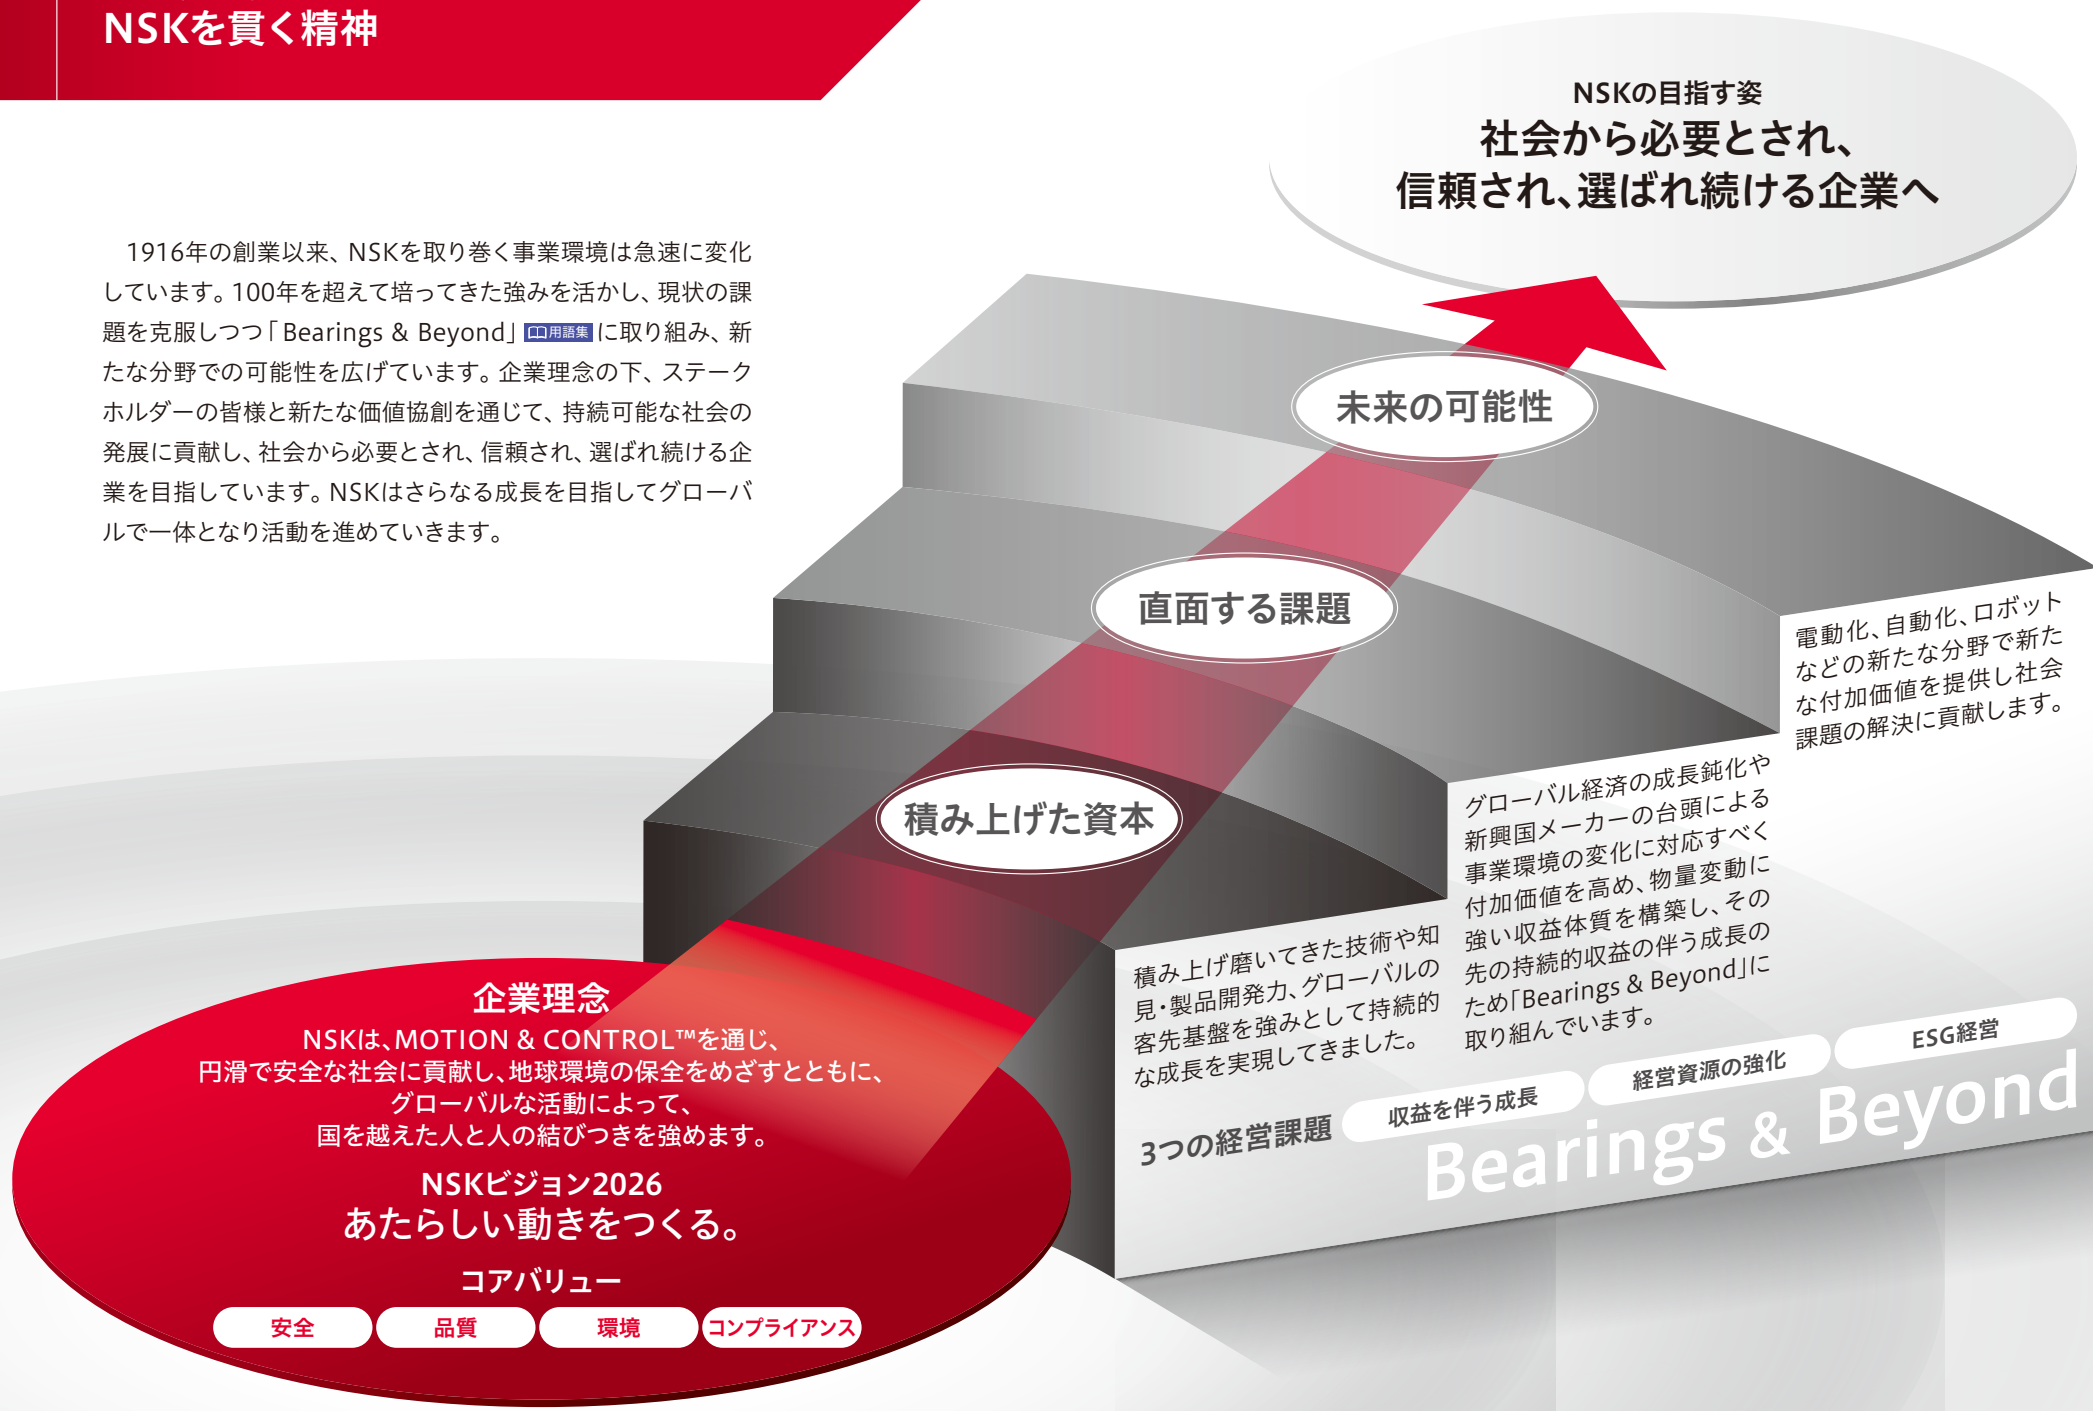 NSKを貫く精神
1916年の創業以来、NSKを取り巻く事業環境は急速に変化
しています。100年を超えて培ってきた強みを活かし、現状の課
題を克服しつつ「Bearings & Beyond」 用語集 に取り組み、新
たな分野での可能性を広げています。企業理念の下、ステーク
ホルダーの皆様と新たな価値協創を通じて、持続可能な社会の
発展に貢献し、社会から必要とされ、信頼され、選ばれ続ける企
業を目指しています。NSKはさらなる成長を目指してグローバ
ルで一体となり活動を進めていきます。
NSKの目指す姿
社会から必要とされ、
信頼され、選ばれ続ける企業へ
未来の可能性
電動化、自動化、ロボット
などの新たな分野で新た
な付加価値を提供し社会
課題の解決に貢献します。
直面する課題
グローバル経済の成長鈍化や
新興国メーカーの台頭による
事業環境の変化に対応すべく
付加価値を高め、物量変動に
強い収益体質を構築し、その
先の持続的収益の伴う成長の
ため「Bearings & Beyond」に
取り組んでいます。
積み上げた資本
積み上げ磨いてきた技術や知
見・製品開発力、グローバルの
客先基盤を強みとして持続的
な成長を実現してきました。
3つの経営課題
収益を伴う成長
経営資源の強化
ESG経営
Bearings & Beyond
企業理念
NSKは、MOTION & CONTROL™を通じ、
円滑で安全な社会に貢献し、地球環境の保全をめざすとともに、
グローバルな活動によって、
国を越えた人と人の結びつきを強めます。
NSKビジョン2026
あたらしい動きをつくる。
コアバリュー
安全
品質
環境
コンプライアンス